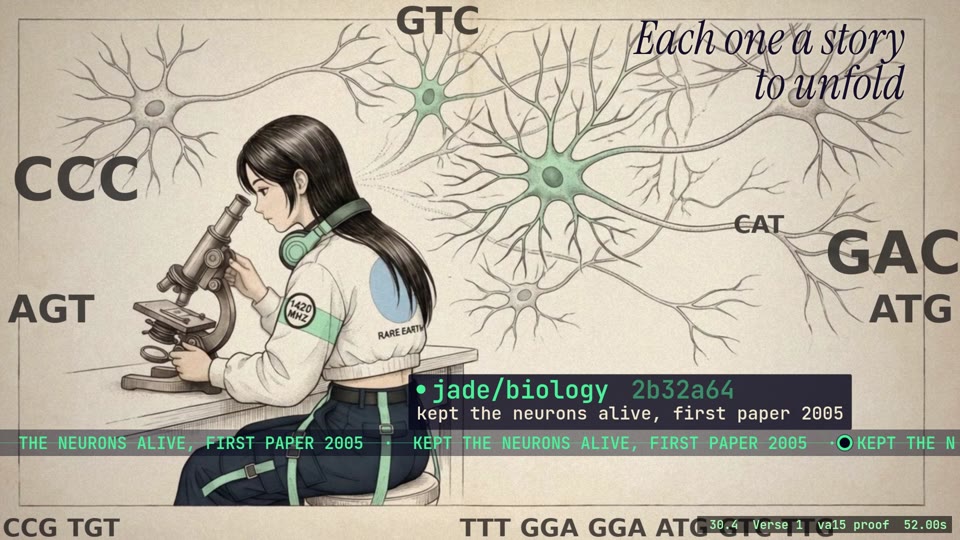 GTC
Each one a story
to unfold
CCC
CAT
GAC
AGT
ATG
1420
MHZ
RARE EARTH
jade/biology 2b32a64
kept the neurons alive, first paper 2005
THE NEURONS ALIVE, FIRST PAPER 2005 · KEPT THE NEURONS ALIVE, FIRST PAPER 2005 · KEPT THE N
CCG TGT
TTT GGA GGA ATG GTC TTG
30.4 Verse 1 va15 proof 52.00s